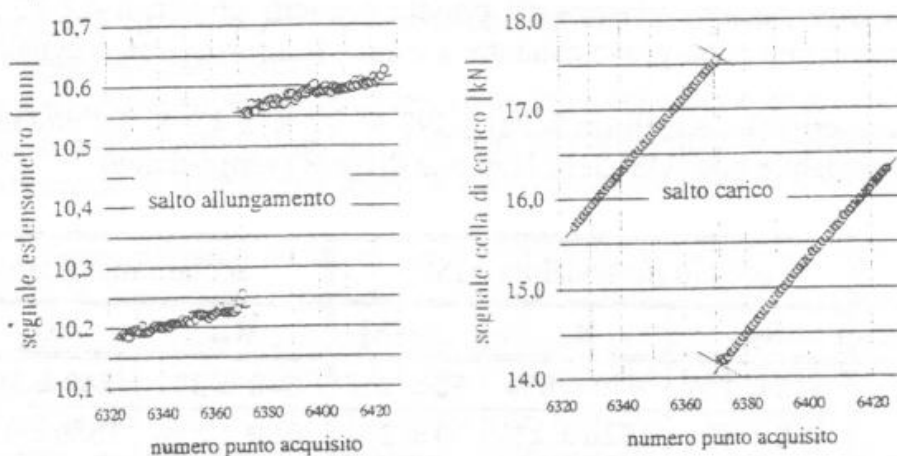 segnale estensometro [mm]
10,7
10,6
10,5
10,4
10,3
10,2
10.1
salto allungamento
6320 6340 6360 6380 6400 6420
numero punto acquisito
segnale cella di carico [kN]
18.0
17.0
16.0
15.0
14.0
salto carico
6320 6340 6360 6380 6400 6420
numero punto acquisito